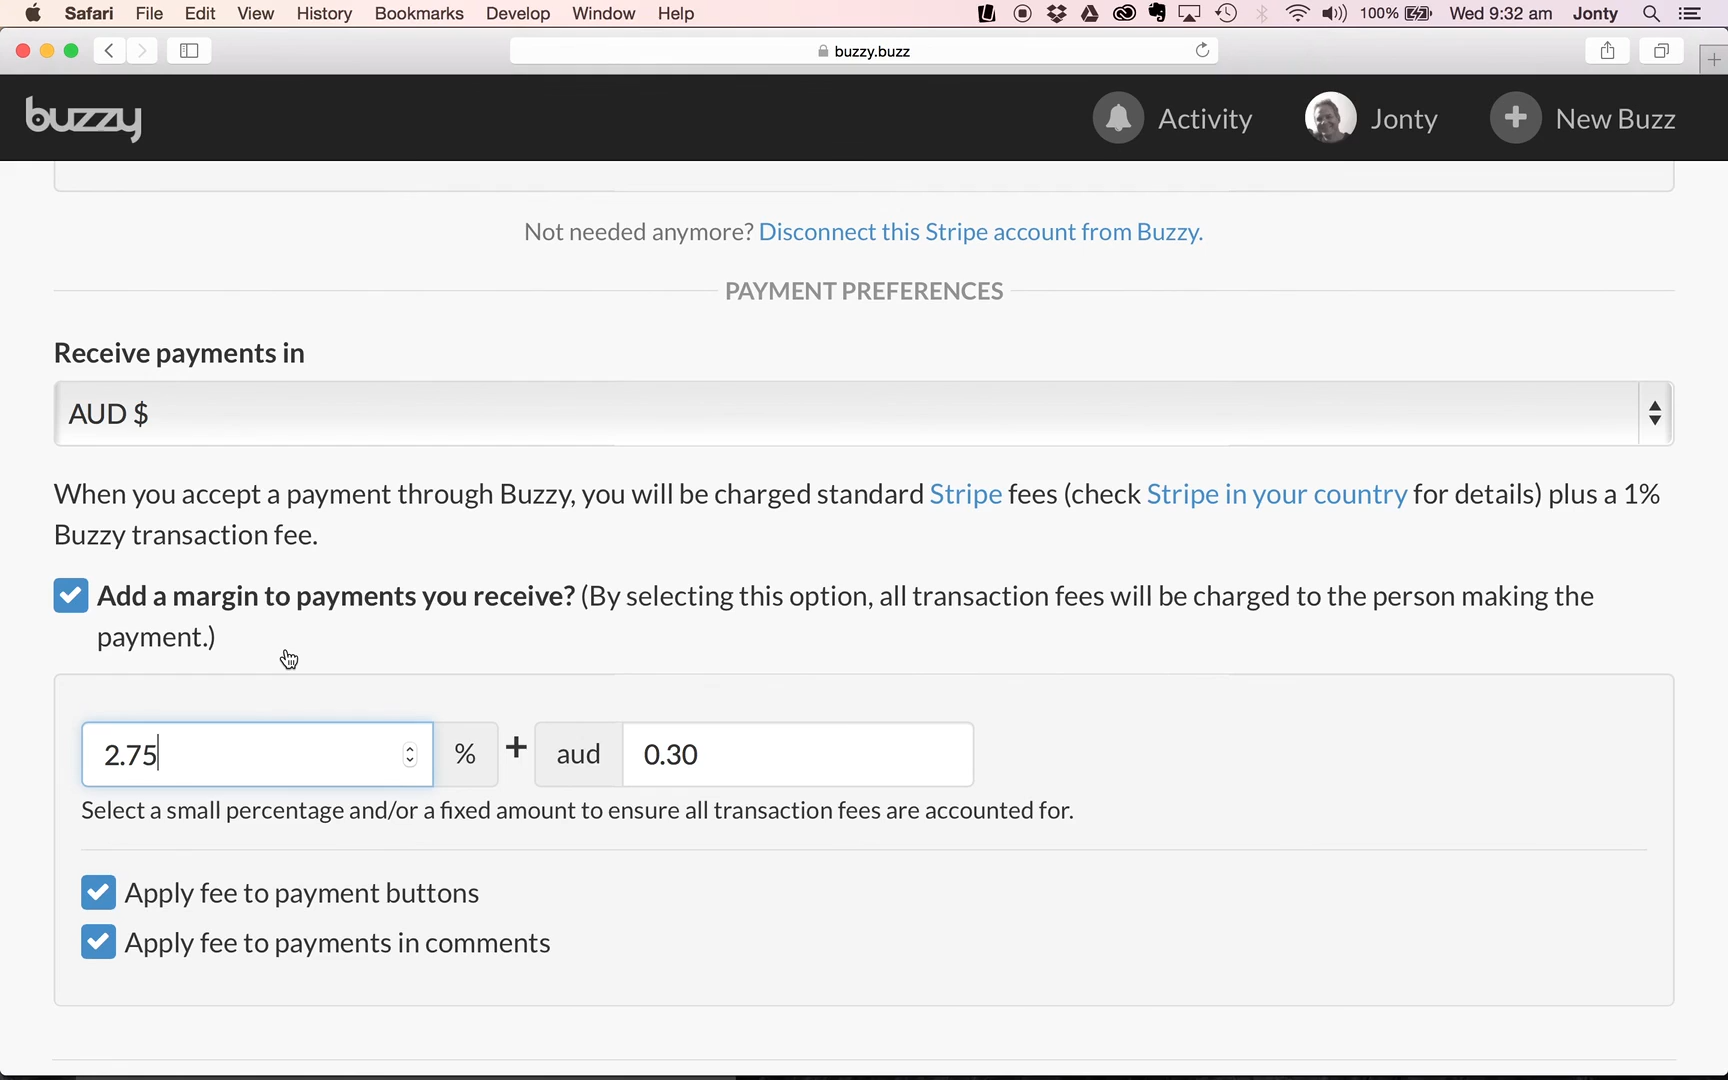 Safari File Edit View History Bookmarks Develop Window Help 100% Wed 9:32 am Jonty
buzzy.buzz
buzzy Activity Jonty New Buzz
Not needed anymore? Disconnect this Stripe account from Buzzy.
PAYMENT PREFERENCES
Receive payments in
AUD $
When you accept a payment through Buzzy, you will be charged standard Stripe fees (check Stripe in your country for details) plus a 1%
Buzzy transaction fee.
Add a margin to payments you receive? (By selecting this option, all transaction fees will be charged to the person making the
payment.)
2.75 % + aud 0.30
Select a small percentage and/or a fixed amount to ensure all transaction fees are accounted for.
Apply fee to payment buttons
Apply fee to payments in comments